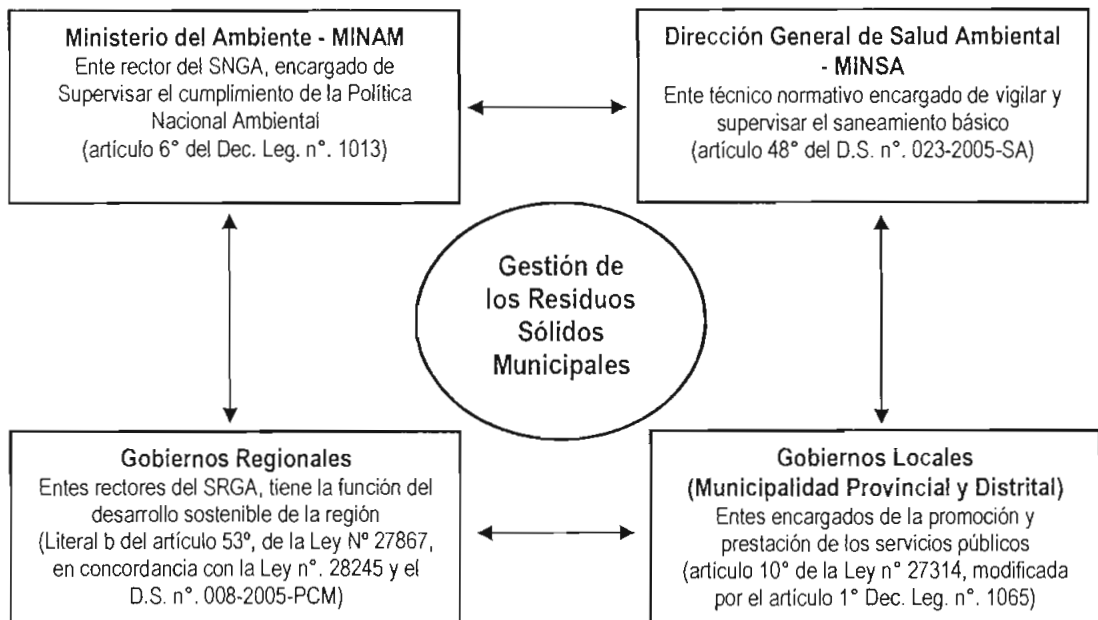 Ministerio del Ambiente - MINAM
Ente rector del SNGA, encargado de
Supervisar el cumplimiento de la Política
Nacional Ambiental
(artículo 6° del Dec. Leg. n°. 1013)
Dirección General de Salud Ambiental
- MINSA
Ente técnico normativo encargado de vigilar y
supervisar el saneamiento básico
(artículo 48° del D.S. n°. 023-2005-SA)
Gestión de
los Residuos
Sólidos
Municipales
Gobiernos Regionales
Entes rectores del SRGA, tiene la función del
desarrollo sostenible de la región
(Literal b del artículo 53º, de la Ley Nº 27867,
en concordancia con la Ley n°. 28245 y el
D.S. n°. 008-2005-PCM)
Gobiernos Locales
(Municipalidad Provincial y Distrital)
Entes encargados de la promoción y
prestación de los servicios públicos
(artículo 10° de la Ley n° 27314, modificada
por el artículo 1° Dec. Leg. n°. 1065)